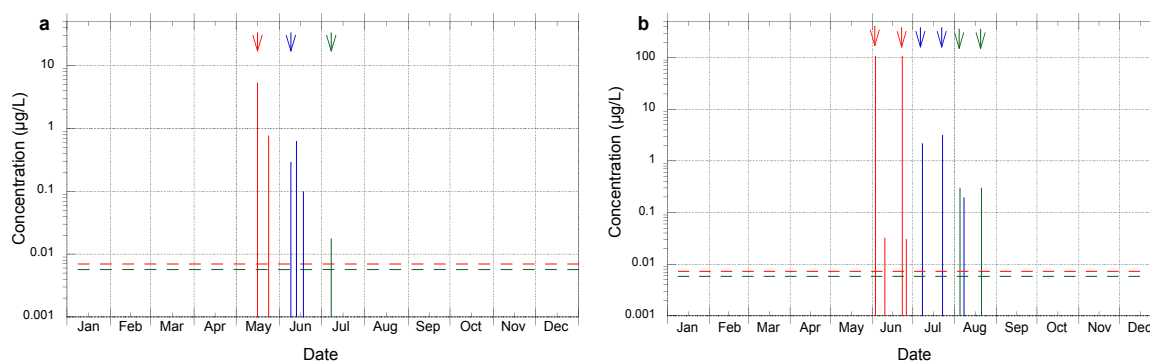 a
Concentration (µg/L)
10
1
0.1
0.01
0.001
Jan Feb Mar Apr May Jun Jul Aug Sep Oct Nov Dec
Date
b
Concentration (µg/L)
100
10
1
0.1
0.01
0.001
Jan Feb Mar Apr May Jun Jul Aug Sep Oct Nov Dec
Date